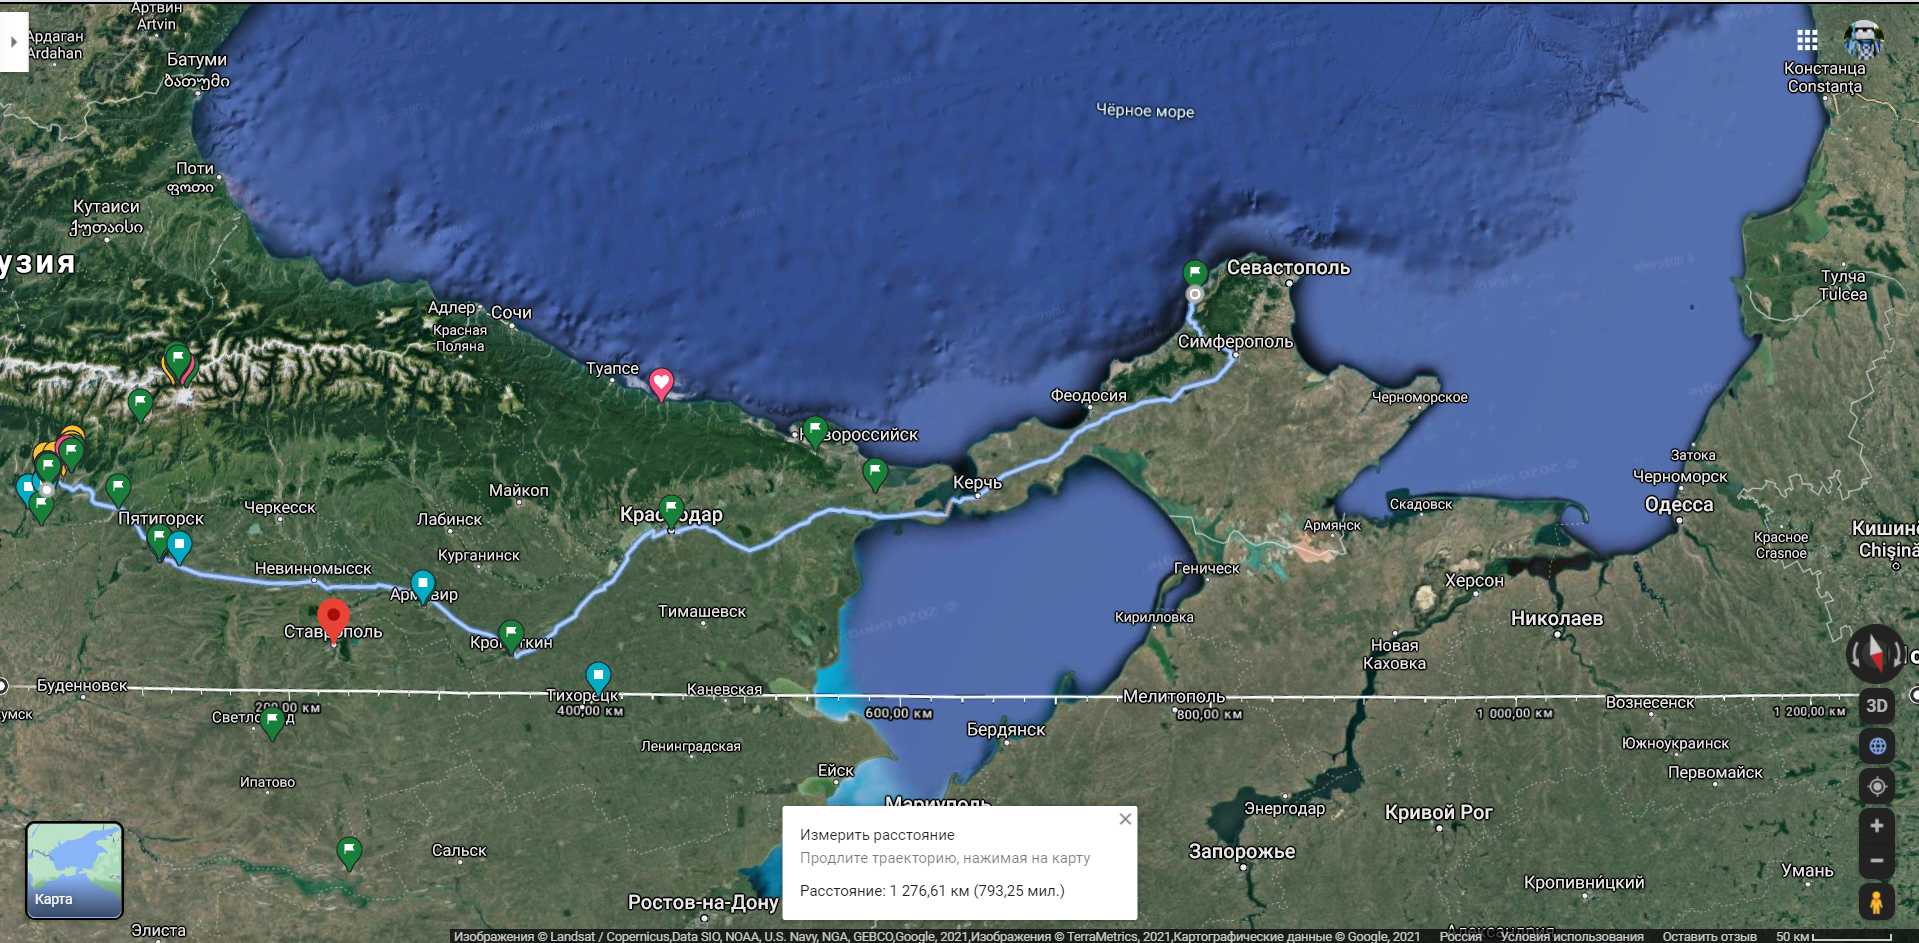 Артвин
Artvin
Ардаган
Ardahan
Батуми
ბათუმი
Констанца
Constanţa
Чёрное море
Поти
ფოთი
Кутаиси
ქუთაისი
узия
Севастополь
Тулча
Tulcea
Адлер
Сочи
Красная
Поляна
Симферополь
Туапсе
Феодосия
Черноморское
Новороссийск
Затока
Черноморск
Керчь
Майкоп
Скадовск
Одесса
Черкесск
Краснодар
Пятигорск
Лабинск
Армянск
Кишинё
Chișină
Красное
Crasnoe
Курганинск
Невинномысск
Геническ
Херсон
Армавир
Тимашевск
Кирилловка
Николаев
Ставрополь
Кропоткин
Новая
Каховка
Буденновск
Тихорецк
Каневская
Мелитополь
Вознесенск
200,00 км
400,00 км
600,00 км
800,00 км
1 000,00 км
1 200,00 км
3D
умск
Светлоград
Бердянск
Ленинградская
Южноукраинск
Ейск
Первомайск
Ипатово
Мариуполь
Энергодар
Кривой Рог
Измерить расстояние
Продлите траекторию, нажимая на карту
Расстояние: 1 276,61 км (793,25 мил.)
Сальск
Запорожье
Умань
Кропивни́цкий
Карта
Ростов-на-Дону
Элиста
Александрия
Изображения © Landsat / Copernicus,Data SIO, NOAA, U.S. Navy, NGA, GEBCO,Google, 2021,Изображения © TerraMetrics, 2021,Картографические данные © Google, 2021 Россия Условия использования Оставить отзыв 50 км